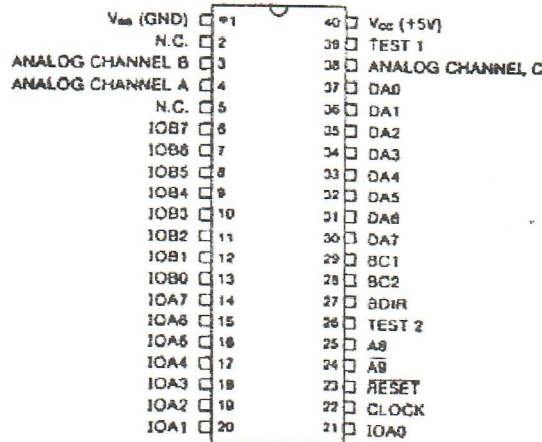 Vss (GND) 1 40 Vcc (+5V)
N.C. 2 39 TEST 1
ANALOG CHANNEL B 3 38 ANALOG CHANNEL C
ANALOG CHANNEL A 4 37 DA0
N.C. 5 36 DA1
IOB7 6 35 DA2
IOB6 7 34 DA3
IOB5 8 33 DA4
IOB4 9 32 DA5
IOB3 10 31 DA6
IOB2 11 30 DA7
IOB1 12 29 BC1
IOB0 13 28 BC2
IOA7 14 27 BDIR
IOA6 15 26 TEST 2
IOA5 16 25 A8
IOA4 17 24 A̅9̅
IOA3 18 23 R̅E̅S̅E̅T̅
IOA2 19 22 CLOCK
IOA1 20 21 IOA0